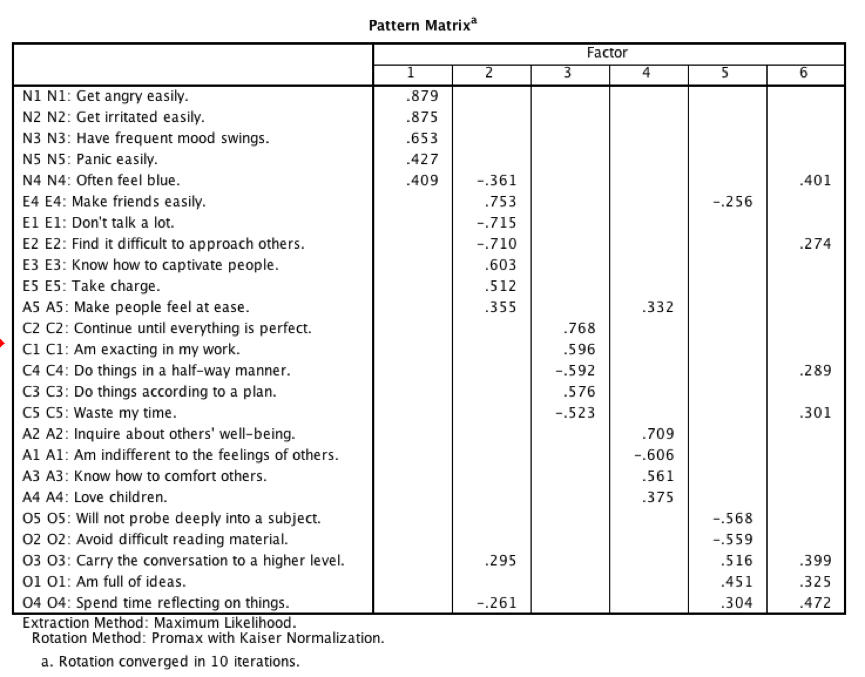 Pattern Matrixa
Factor
1 2 3 4 5 6
N1 N1: Get angry easily. .879
N2 N2: Get irritated easily. .875
N3 N3: Have frequent mood swings. .653
N5 N5: Panic easily. .427
N4 N4: Often feel blue. .409 -.361 .401
E4 E4: Make friends easily. .753 -.256
E1 E1: Don't talk a lot. -.715
E2 E2: Find it difficult to approach others. -.710 .274
E3 E3: Know how to captivate people. .603
E5 E5: Take charge. .512
A5 A5: Make people feel at ease. .355 .332
C2 C2: Continue until everything is perfect. .768
C1 C1: Am exacting in my work. .596
C4 C4: Do things in a half-way manner. -.592 .289
C3 C3: Do things according to a plan. .576
C5 C5: Waste my time. -.523 .301
A2 A2: Inquire about others' well-being. .709
A1 A1: Am indifferent to the feelings of others. -.606
A3 A3: Know how to comfort others. .561
A4 A4: Love children. .375
O5 O5: Will not probe deeply into a subject. -.568
O2 O2: Avoid difficult reading material. -.559
O3 O3: Carry the conversation to a higher level. .295 .516 .399
O1 O1: Am full of ideas. .451 .325
O4 O4: Spend time reflecting on things. -.261 .304 .472
Extraction Method: Maximum Likelihood.
Rotation Method: Promax with Kaiser Normalization.
a. Rotation converged in 10 iterations.